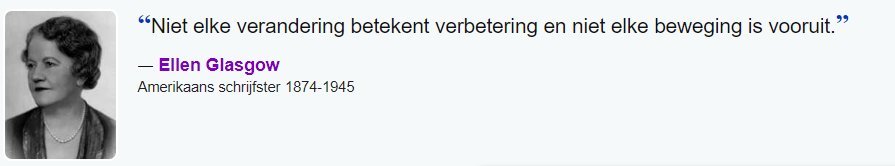 “Niet elke verandering betekent verbetering en niet elke beweging is vooruit.”
— Ellen Glasgow
Amerikaans schrijfster 1874-1945